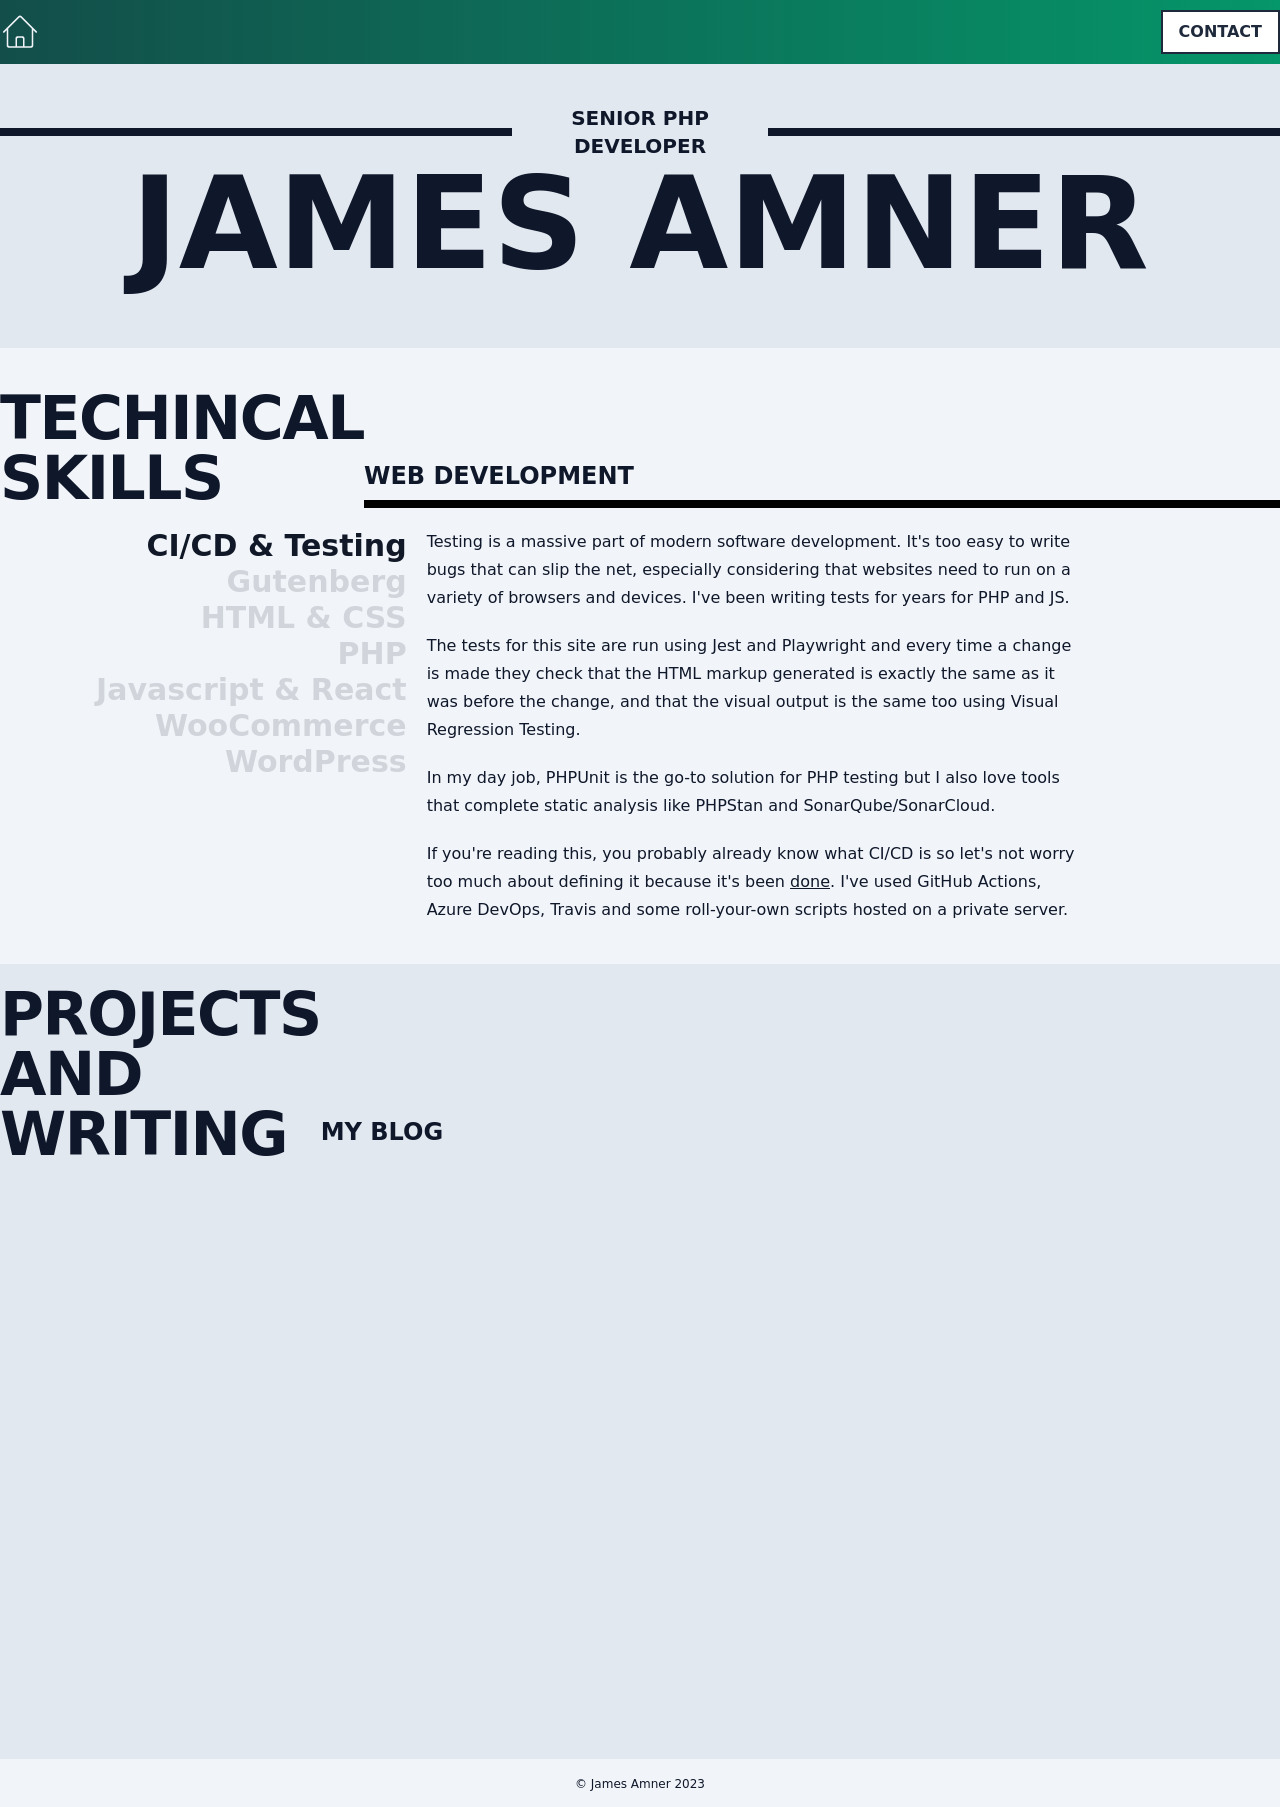 CONTACT
SENIOR PHP
DEVELOPER
JAMES AMNER
TECHINCAL
SKILLS
WEB DEVELOPMENT
CI/CD & Testing
Gutenberg
HTML & CSS
PHP
Javascript & React
WooCommerce
WordPress
Testing is a massive part of modern software development. It's too easy to write
bugs that can slip the net, especially considering that websites need to run on a
variety of browsers and devices. I've been writing tests for years for PHP and JS.
The tests for this site are run using Jest and Playwright and every time a change
is made they check that the HTML markup generated is exactly the same as it
was before the change, and that the visual output is the same too using Visual
Regression Testing.
In my day job, PHPUnit is the go-to solution for PHP testing but I also love tools
that complete static analysis like PHPStan and SonarQube/SonarCloud.
If you're reading this, you probably already know what CI/CD is so let's not worry
too much about defining it because it's been done. I've used GitHub Actions,
Azure DevOps, Travis and some roll-your-own scripts hosted on a private server.
PROJECTS
AND
WRITING
MY BLOG
© James Amner 2023